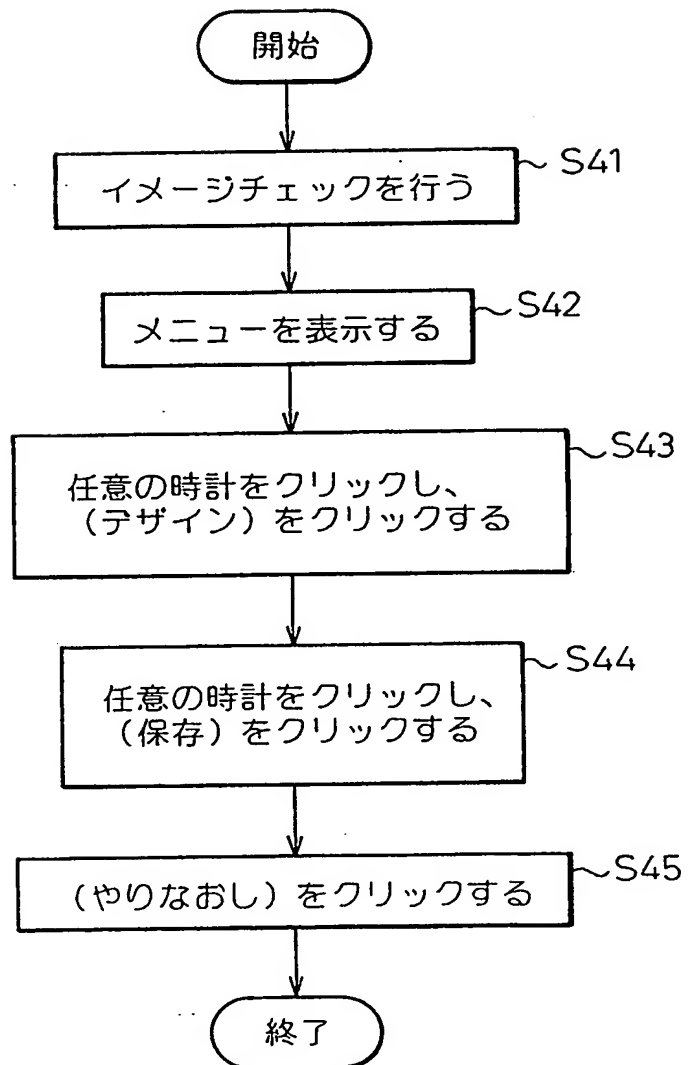 開始
イメージチェックを行う
S41
メニューを表示する
S42
任意の時計をクリックし、
(デザイン)をクリックする
S43
任意の時計をクリックし、
(保存)をクリックする
S44
(やりなおし)をクリックする
S45
終了